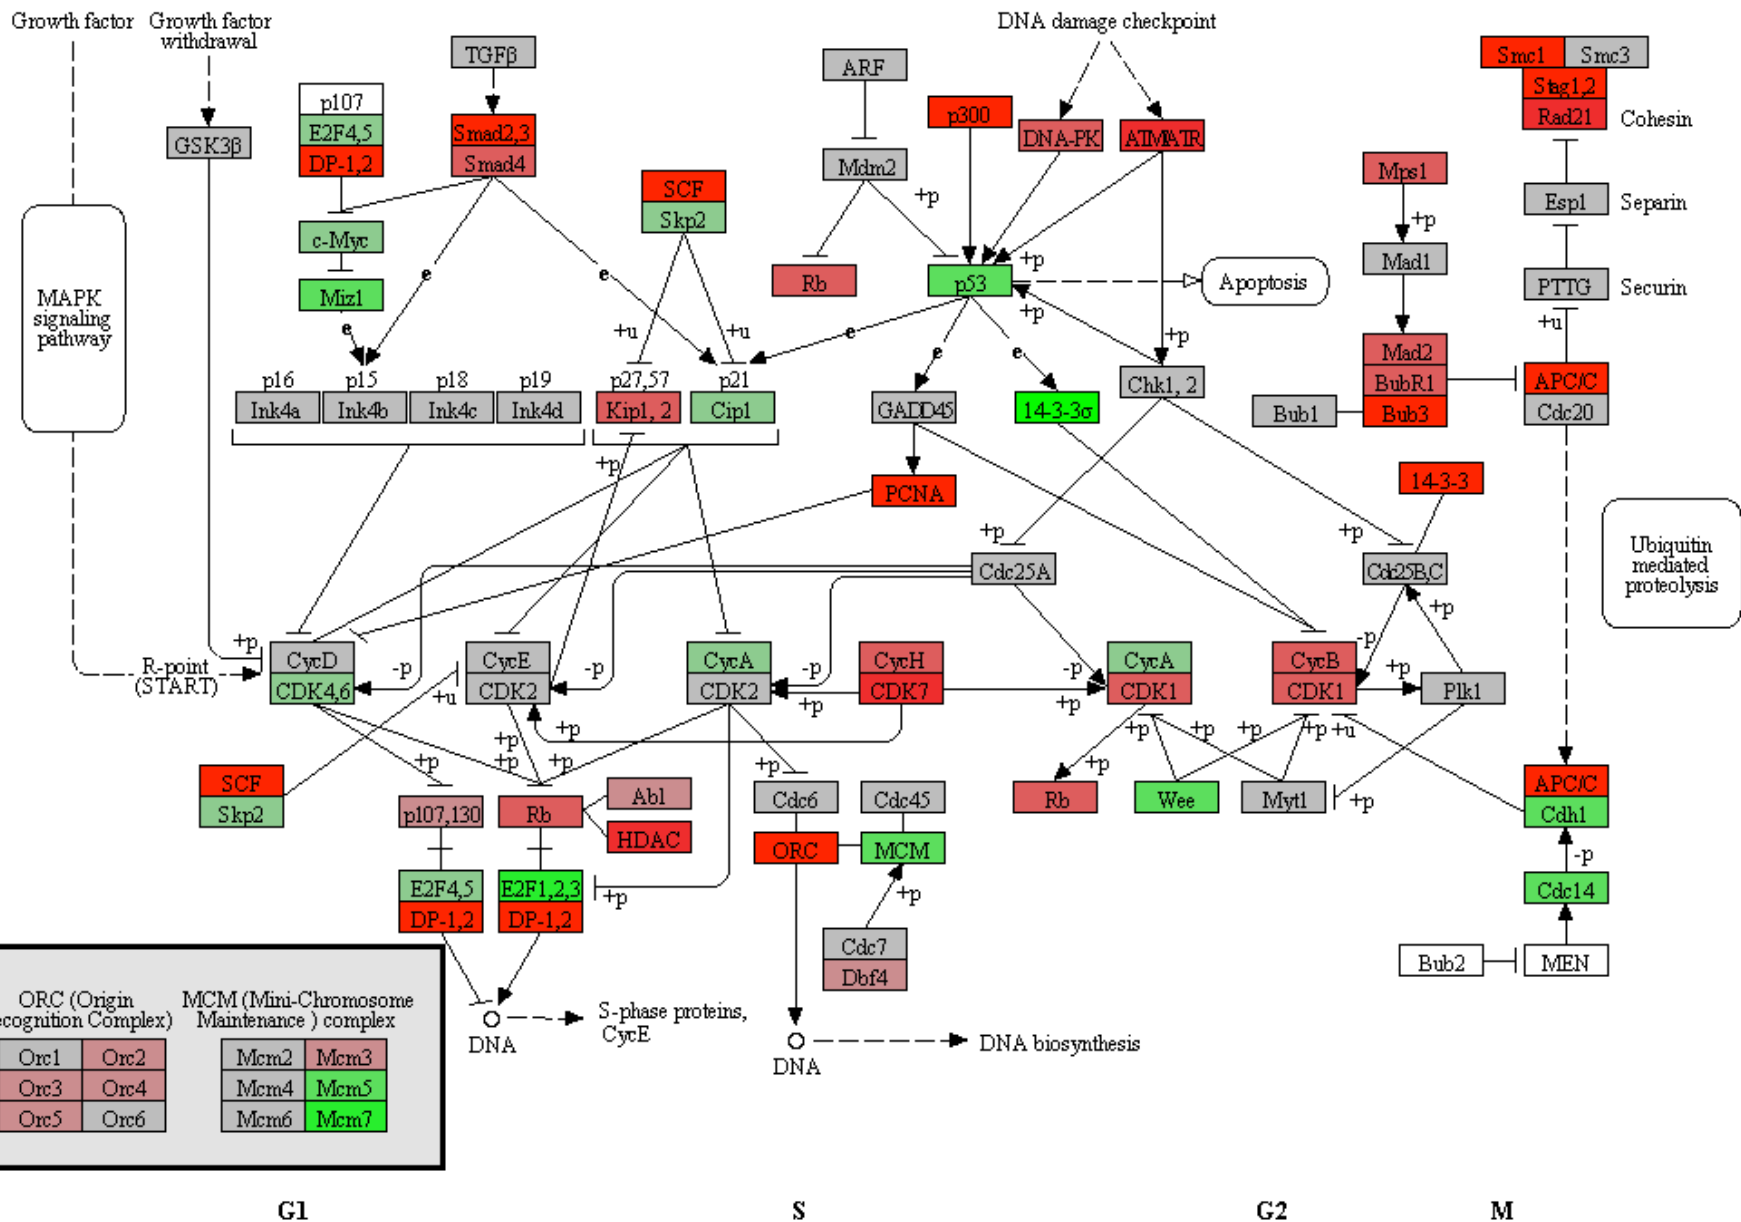 Growth factor
Growth factor
withdrawal
DNA damage checkpoint
TGFβ
ARF
Smc1
Smc3
Stag1,2
Rad21
Cohesin
p107
E2F4,5
DP-1,2
Smad2,3
Smad4
p300
DNA-PK
ATM/ATR
GSK3β
Mdm2
+p
Mps1
+p
SCF
Skp2
Esp1
Separin
c-Myc
Miz1
e
e
e
Rb
p53
+p
+p
Apoptosis
Mad1
PTTG
Securin
+u
MAPK
signaling
pathway
+u
+u
e
e
e
+p
Mad2
BubR1
Bub3
Bub1
APC/C
Cdc20
p16
p15
p18
p19
p27,57
p21
Ink4a
Ink4b
Ink4c
Ink4d
Kip1, 2
Cip1
GADD45
14-3-3σ
Chk1, 2
+p
PCNA
14-3-3
+p
+p
Cdc25A
Cdc25B,C
Ubiquitin
mediated
proteolysis
+p
R-point
(START)
+p
CycD
CDK4,6
-p
CycE
CDK2
-p
+u
CycA
CDK2
-p
+p
CycH
CDK7
-p
+p
CycA
CDK1
CycB
CDK1
-p
+p
Plk1
+p
+p
+p
+p
+p
+p
+p
+p
+p
+p
+p
+u
+p
SCF
Skp2
p107,130
Rb
Abl
HDAC
Cdc6
Cdc45
ORC
MCM
Rb
Wee
Myt1
APC/C
Cdh1
-p
E2F4,5
DP-1,2
E2F1,2,3
DP-1,2
+p
+p
Cdc14
Cdc7
Dbf4
Bub2
MEN
ORC (Origin
ecognition Complex)
MCM (Mini-Chromosome
Maintenance ) complex
Orc1
Orc2
Mcm2
Mcm3
Orc3
Orc4
Mcm4
Mcm5
Orc5
Orc6
Mcm6
Mcm7
DNA
S-phase proteins,
CycE
DNA
DNA biosynthesis
G1
S
G2
M